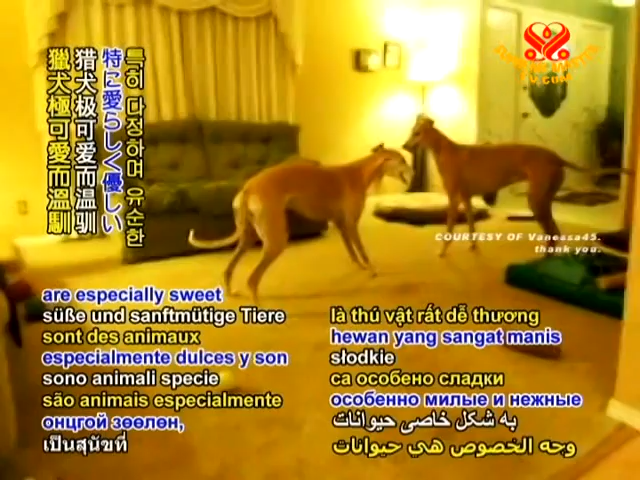 獵犬極可愛而溫馴
猎犬极可爱而温驯
特に愛らしく優しい
특히 다정하며 유순한
SUPREME MASTER
TV.COM
COURTESY OF Vanessa45.
thank you.
are especially sweet
süße und sanftmütige Tiere
sont des animaux
especialmente dulces y son
sono animali specie
são animais especialmente
онцгой зөөлөн,
เป็นสุนัขที่
là thú vật rất dễ thương
hewan yang sangat manis
słodkie
са особено сладки
особенно милые и нежные
به شکل خاصی حیوانات
وجه الخصوص هي حيوانات